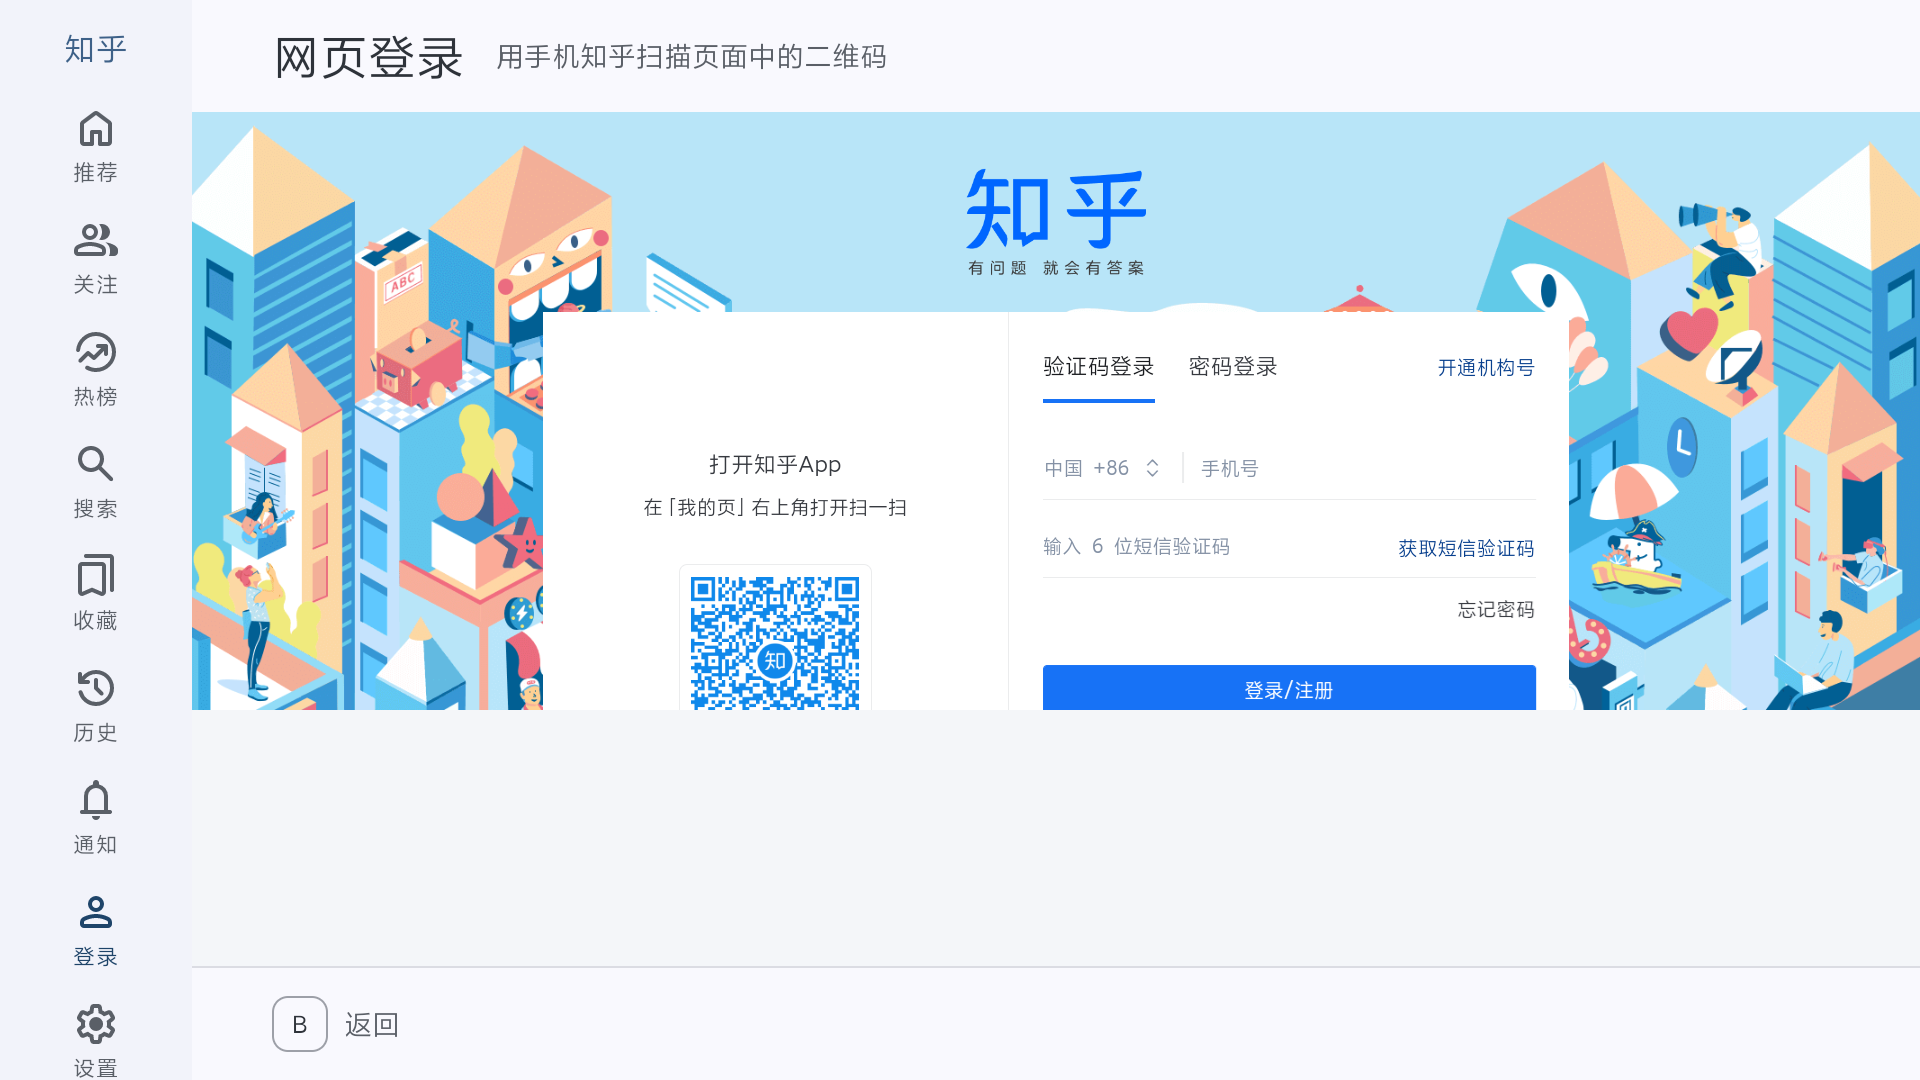 知乎
推荐
关注
热榜
搜索
收藏
历史
通知
登录
设置
网页登录
用手机知乎扫描页面中的二维码
知乎
有问题 就会有答案
ABC
打开知乎App
在「我的页」右上角打开扫一扫
知
验证码登录
密码登录
开通机构号
中国 +86
手机号
输入 6 位短信验证码
获取短信验证码
忘记密码
登录/注册
B
返回